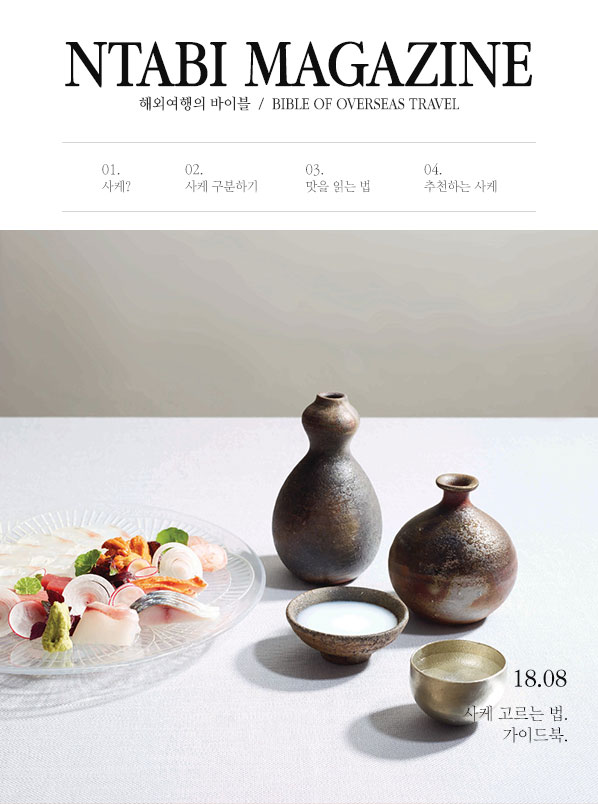 NTABI MAGAZINE
해외여행의 바이블 / BIBLE OF OVERSEAS TRAVEL
01.
사케?
02.
사케 구분하기
03.
맛을 읽는 법
04.
추천하는 사케
18.08
사케 고르는 법.
가이드북.